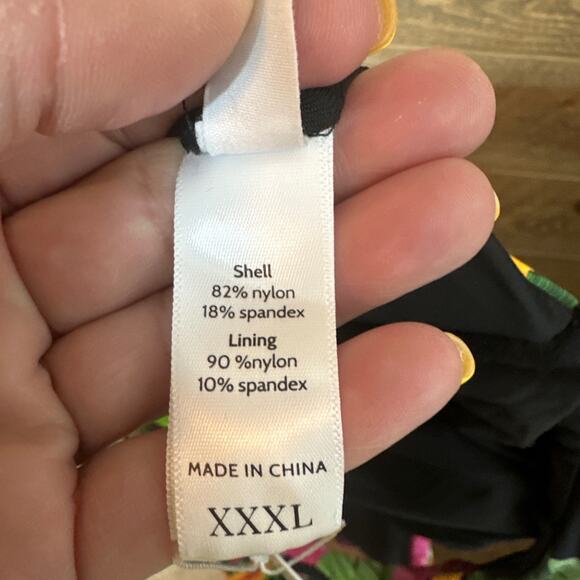 Shell
82% nylon
18% spandex
Lining
90 %nylon
10% spandex
MADE IN CHINA
XXXL